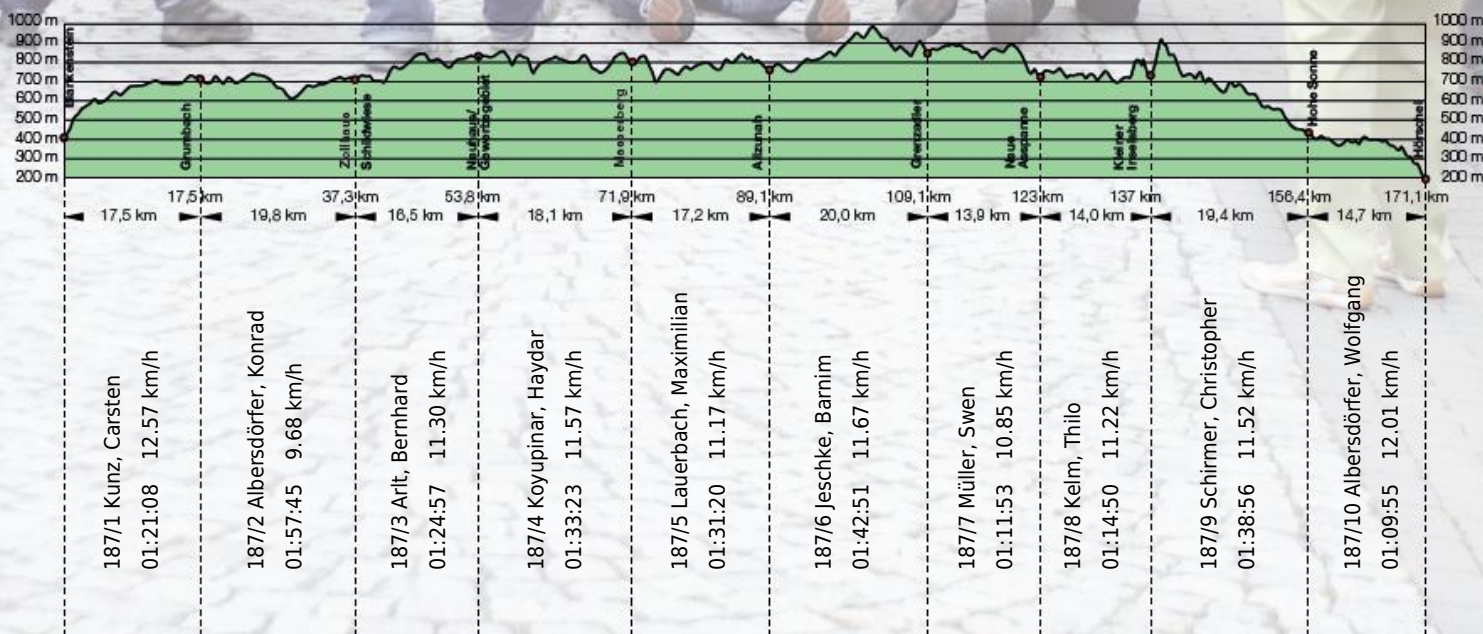 1000 m
900 m
800 m
700 m
600 m
500 m
400 m
300 m
200 m
1000 m
900 m
800 m
700 m
600 m
500 m
400 m
300 m
200 m
Blankenstein
Grumbach
Zollhaus
Schildwiese
Neuhaus/
Masserberg
Allzunah
Grenzadler
Neue
Ausspanne
Kleiner
Inselsberg
Hohe Sonne
Hörschel
17,5 km
37,3 km
53,8 km
71,9 km
89,1 km
109,1 km
123 km
137 km
156,4 km
171,1 km
17,5 km
19,8 km
16,5 km
18,1 km
17,2 km
20,0 km
13,9 km
14,0 km
19,4 km
14,7 km
187/1 Kunz, Carsten
01:21:08 12.57 km/h
187/2 Albersdörfer, Konrad
01:57:45 9.68 km/h
187/3 Arlt, Bernhard
01:24:57 11.30 km/h
187/4 Koyupinar, Haydar
01:33:23 11.57 km/h
187/5 Lauerbach, Maximilian
01:31:20 11.17 km/h
187/6 Jeschke, Barnim
01:42:51 11.67 km/h
187/7 Müller, Swen
01:11:53 10.85 km/h
187/8 Kelm, Thilo
01:14:50 11.22 km/h
187/9 Schirmer, Christopher
01:38:56 11.52 km/h
187/10 Albersdörfer, Wolfgang
01:09:55 12.01 km/h